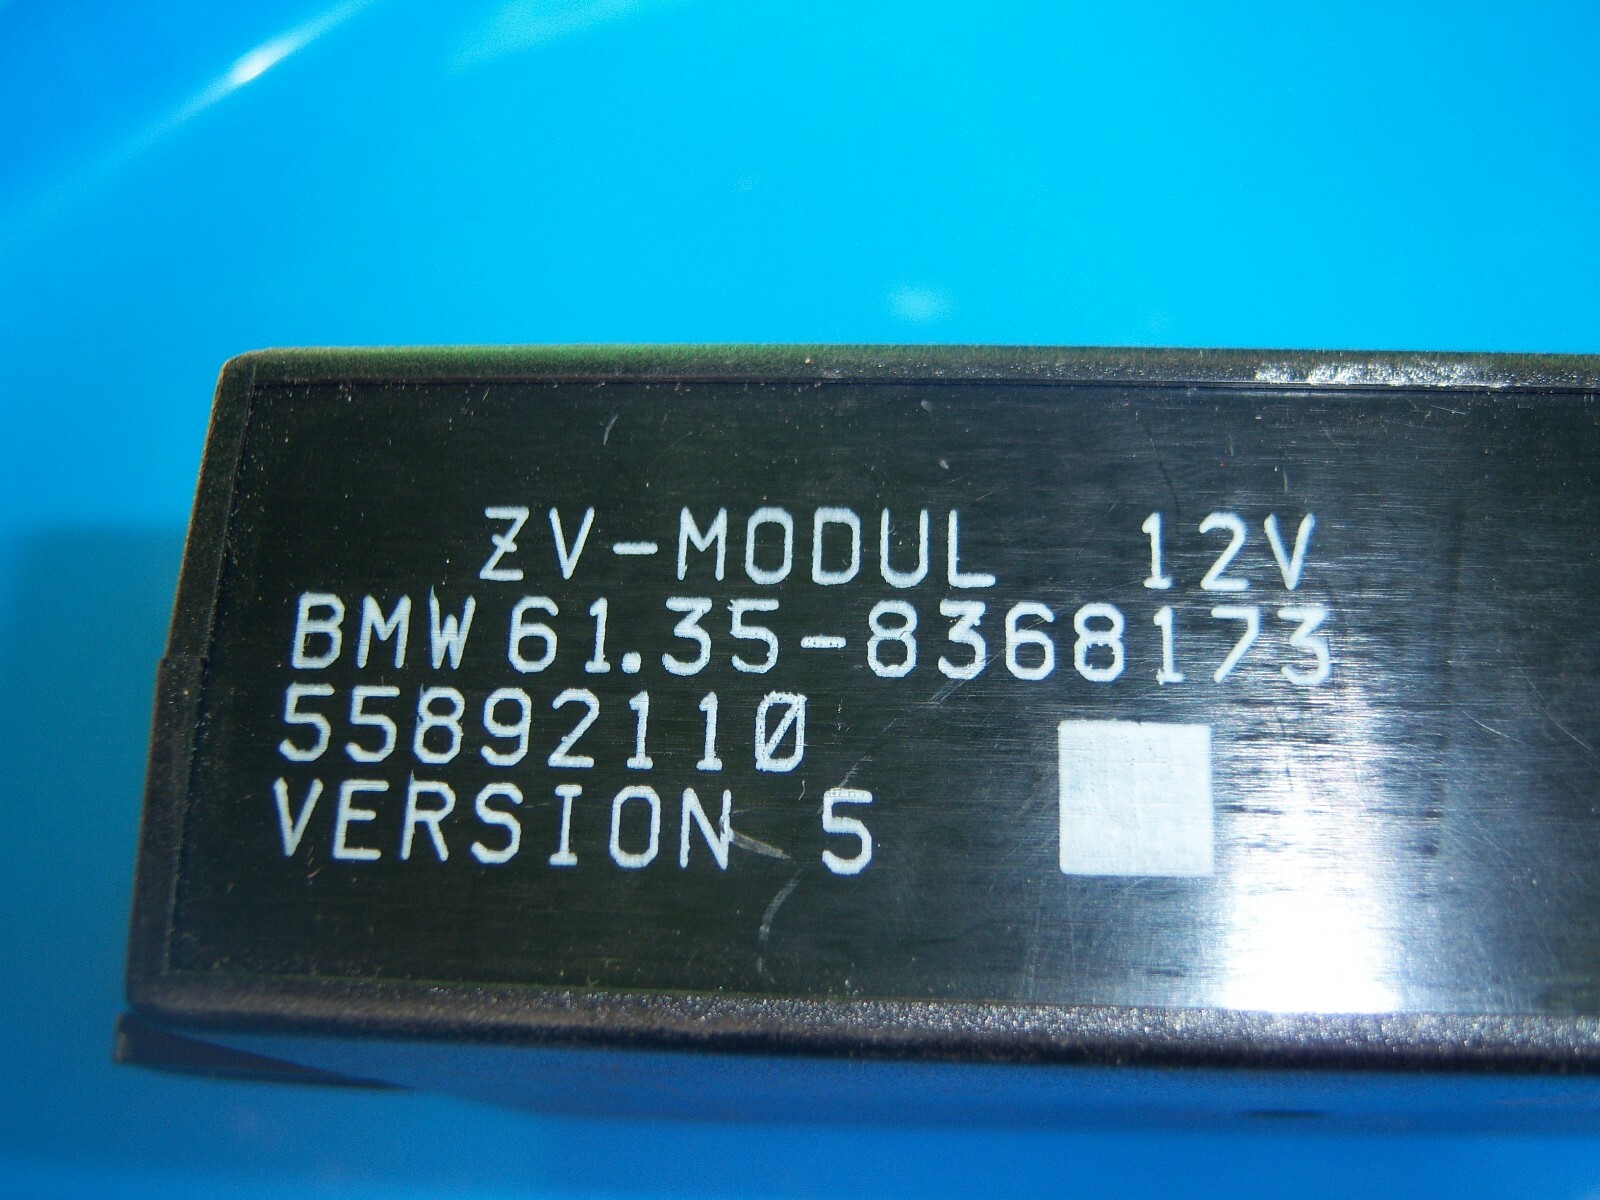 ZV-MODUL 12V
BMW 61.35-8368173
55892110
VERSION 5